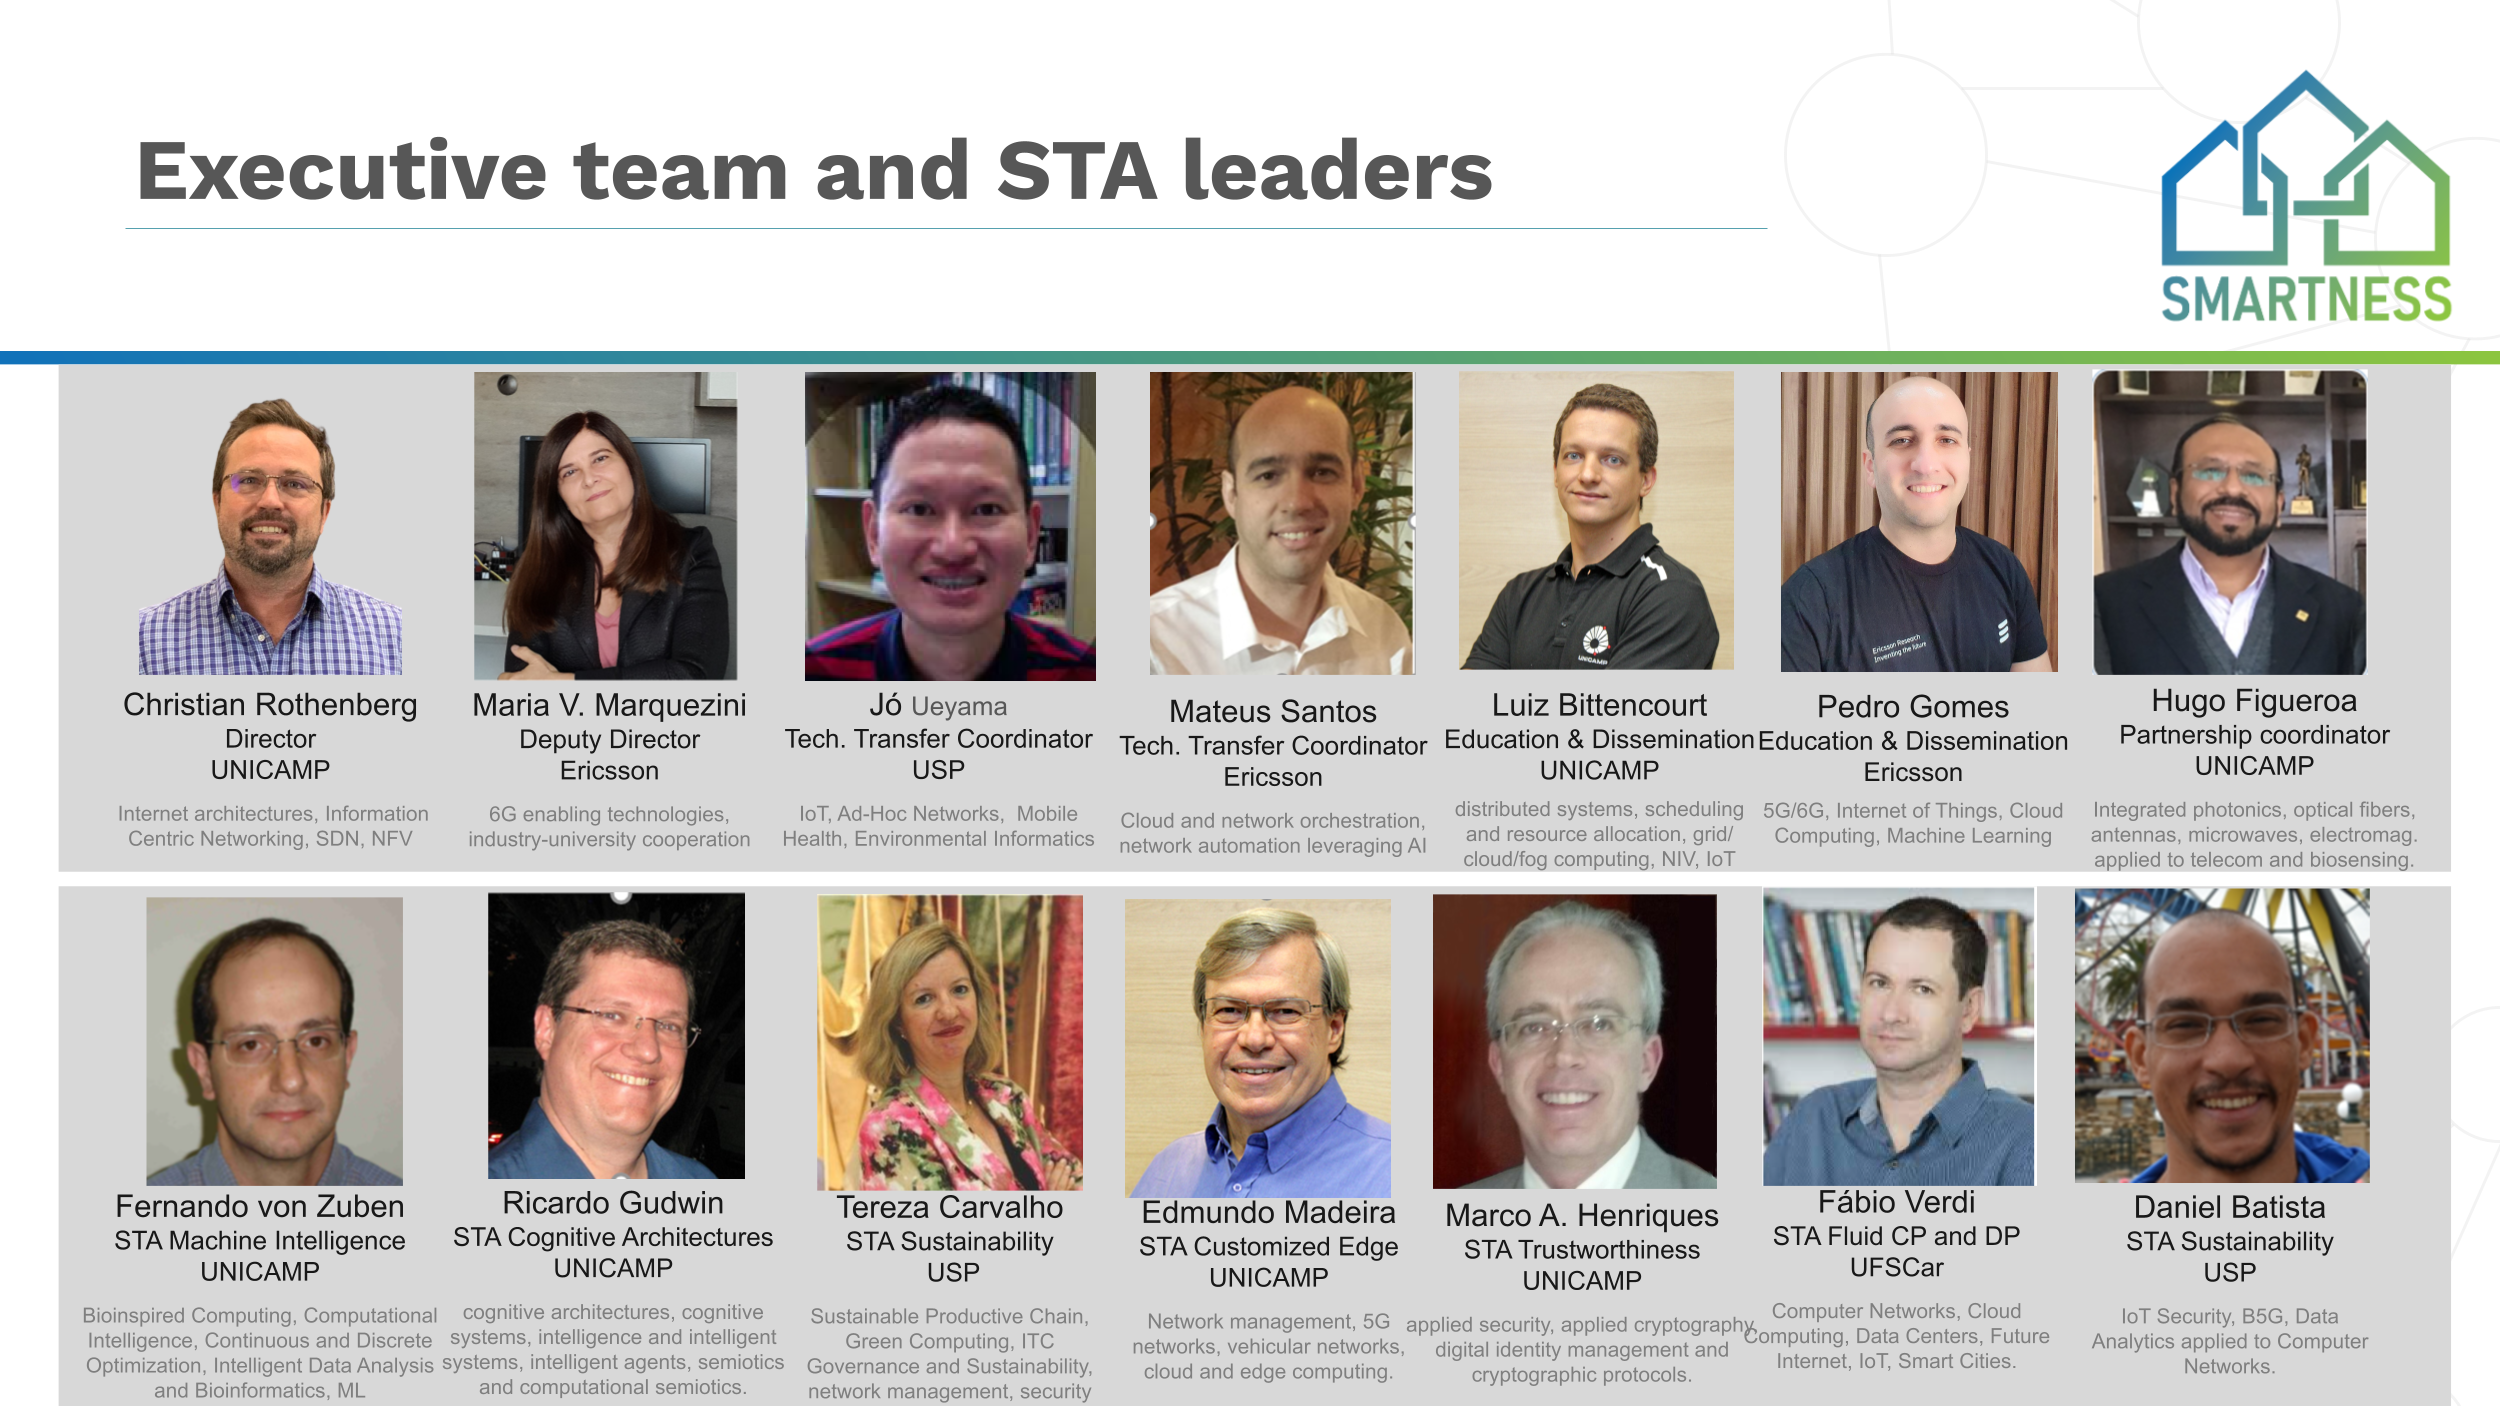 Executive team and STA leaders
SMARTNESS
UNICAMP
Ericsson Research
Inventing the future
Christian Rothenberg
Director
UNICAMP
Internet architectures, Information
Centric Networking, SDN, NFV
Maria V. Marquezini
Deputy Director
Ericsson
6G enabling technologies,
industry-university cooperation
Jó Ueyama
Tech. Transfer Coordinator
USP
IoT, Ad-Hoc Networks, Mobile
Health, Environmental Informatics
Mateus Santos
Tech. Transfer Coordinator
Ericsson
Cloud and network orchestration,
network automation leveraging AI
Luiz Bittencourt
Education & Dissemination
UNICAMP
distributed systems, scheduling
and resource allocation, grid/
cloud/fog computing, NIV, IoT
Pedro Gomes
Education & Dissemination
Ericsson
5G/6G, Internet of Things, Cloud
Computing, Machine Learning
Hugo Figueroa
Partnership coordinator
UNICAMP
Integrated photonics, optical fibers,
antennas, microwaves, electromag.
applied to telecom and biosensing.
Fernando von Zuben
STA Machine Intelligence
UNICAMP
Bioinspired Computing, Computational
Intelligence, Continuous and Discrete
Optimization, Intelligent Data Analysis
and Bioinformatics, ML
Ricardo Gudwin
STA Cognitive Architectures
UNICAMP
cognitive architectures, cognitive
systems, intelligence and intelligent
systems, intelligent agents, semiotics
and computational semiotics.
Tereza Carvalho
STA Sustainability
USP
Sustainable Productive Chain,
Green Computing, ITC
Governance and Sustainability,
network management, security
Edmundo Madeira
STA Customized Edge
UNICAMP
Network management, 5G
networks, vehicular networks,
cloud and edge computing.
Marco A. Henriques
STA Trustworthiness
UNICAMP
applied security, applied cryptography,
digital identity management and
cryptographic protocols.
Fábio Verdi
STA Fluid CP and DP
UFSCar
Computer Networks, Cloud
Computing, Data Centers, Future
Internet, IoT, Smart Cities.
Daniel Batista
STA Sustainability
USP
IoT Security, B5G, Data
Analytics applied to Computer
Networks.